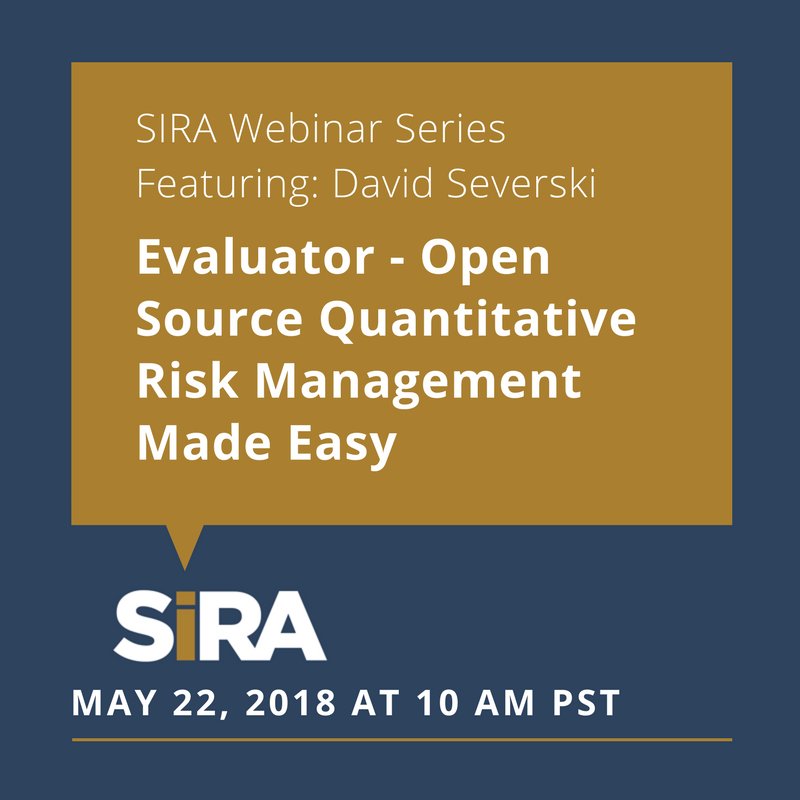 SIRA Webinar Series
Featuring: David Severski
Evaluator - Open
Source Quantitative
Risk Management
Made Easy
SiRA
MAY 22, 2018 AT 10 AM PST